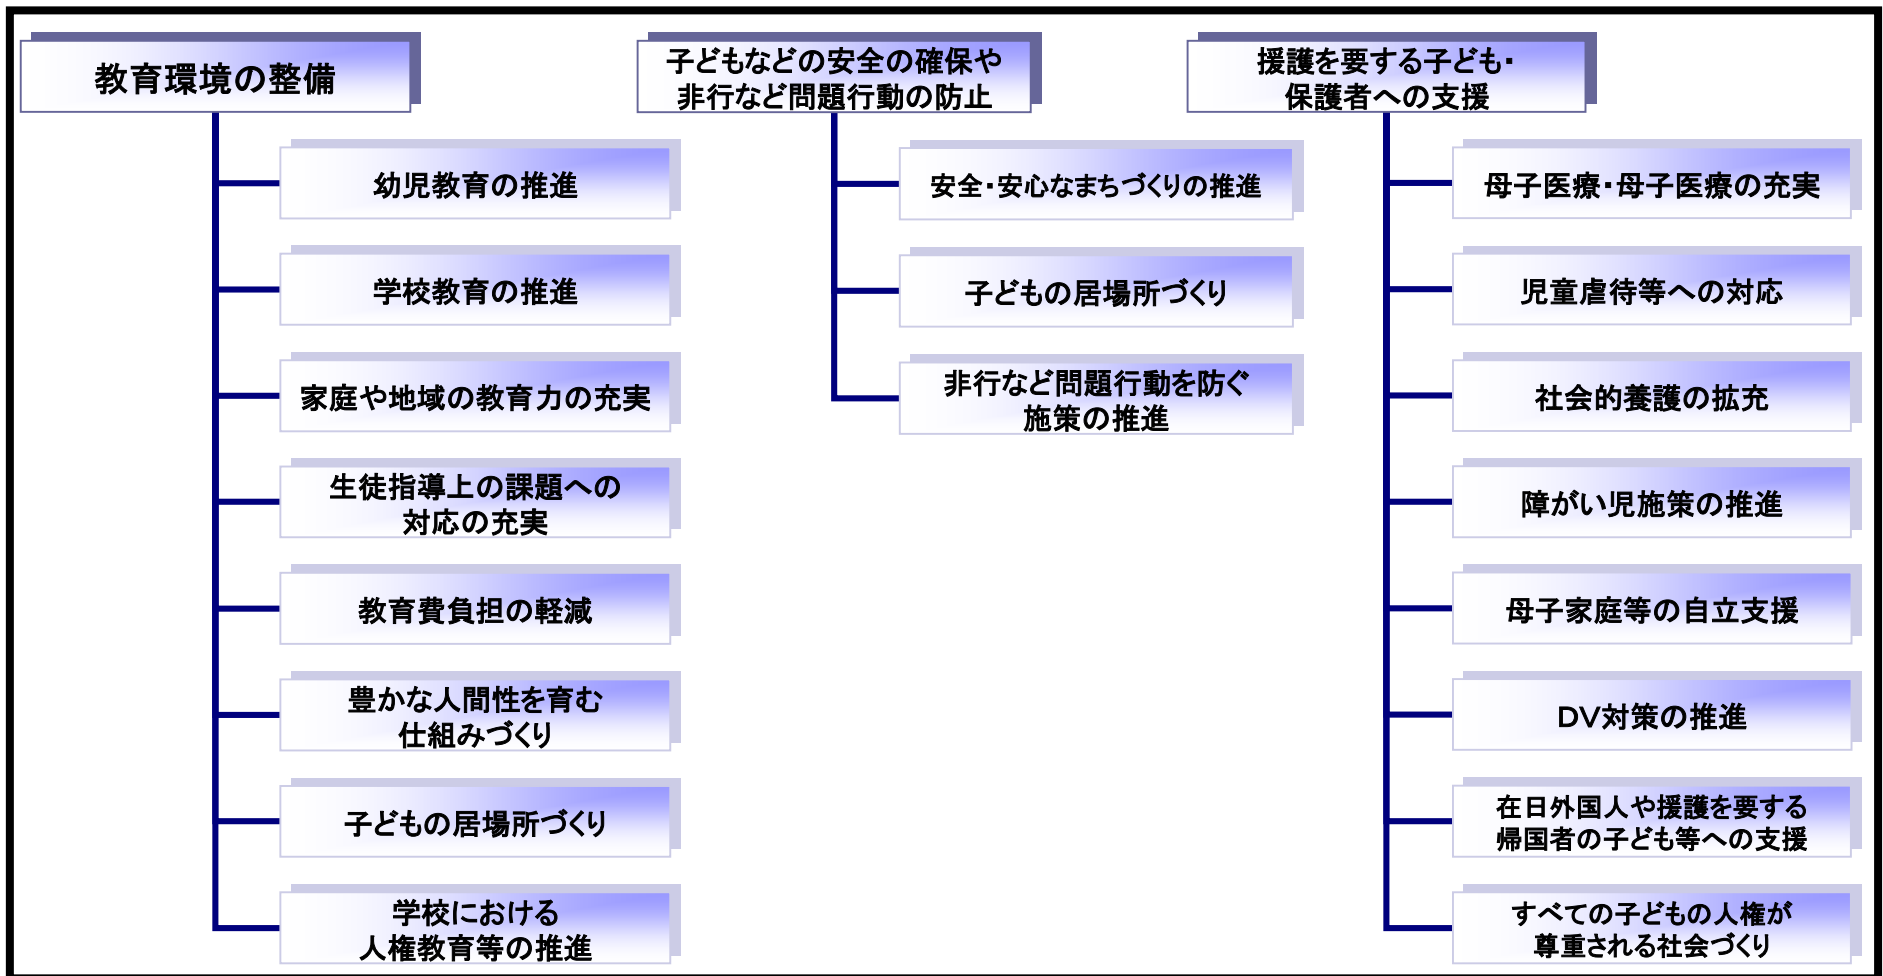 教育環境の整備
幼児教育の推進
学校教育の推進
家庭や地域の教育力の充実
生徒指導上の課題への
対応の充実
教育費負担の軽減
豊かな人間性を育む
仕組みづくり
子どもの居場所づくり
学校における
人権教育等の推進
子どもなどの安全の確保や
非行など問題行動の防止
安全・安心なまちづくりの推進
子どもの居場所づくり
非行など問題行動を防ぐ
施策の推進
援護を要する子ども・
保護者への支援
母子医療・母子医療の充実
児童虐待等への対応
社会的養護の拡充
障がい児施策の推進
母子家庭等の自立支援
DV対策の推進
在日外国人や援護を要する
帰国者の子ども等への支援
すべての子どもの人権が
尊重される社会づくり